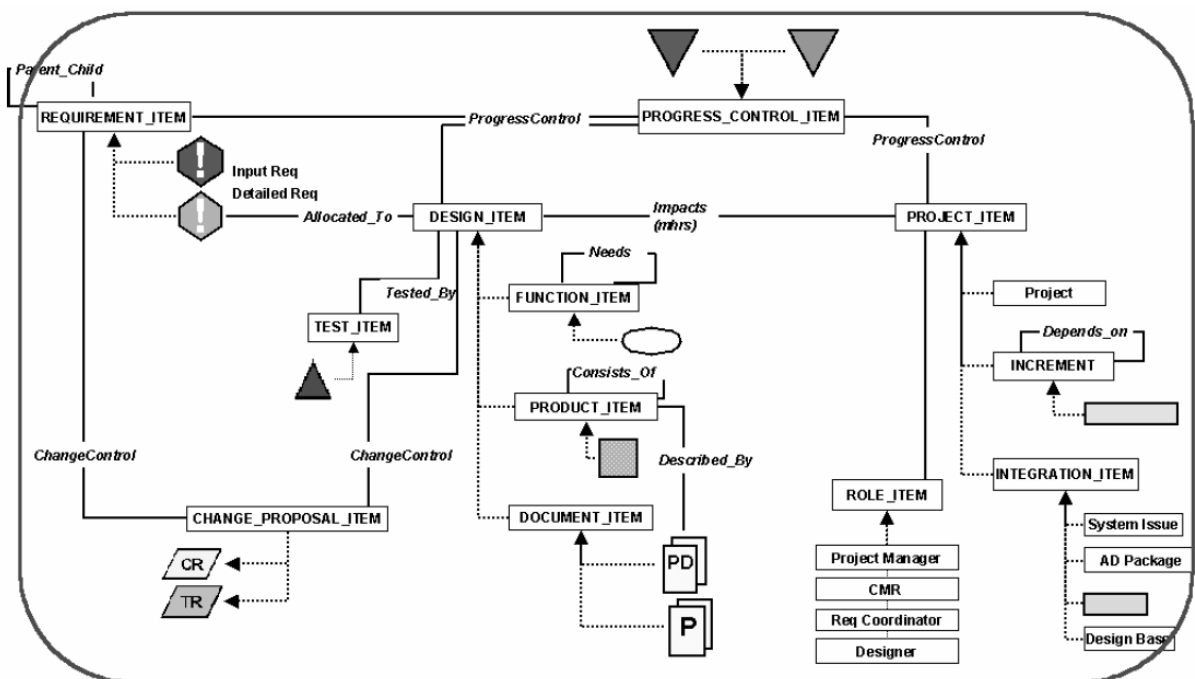 Parent_Child
REQUIREMENT_ITEM
ProgressControl
PROGRESS_CONTROL_ITEM
ProgressControl
!
Input Req
Detailed Req
!
Allocated_To
DESIGN_ITEM
Impacts
(mhrs)
PROJECT_ITEM
Needs
FUNCTION_ITEM
Tested_By
TEST_ITEM
Project
Depends_on
INCREMENT
Consists_Of
PRODUCT_ITEM
ChangeControl
ChangeControl
Described_By
INTEGRATION_ITEM
ROLE_ITEM
CHANGE_PROPOSAL_ITEM
DOCUMENT_ITEM
System Issue
CR
PD
Project Manager
AD Package
TR
CMR
P
Req Coordinator
Design Base
Designer